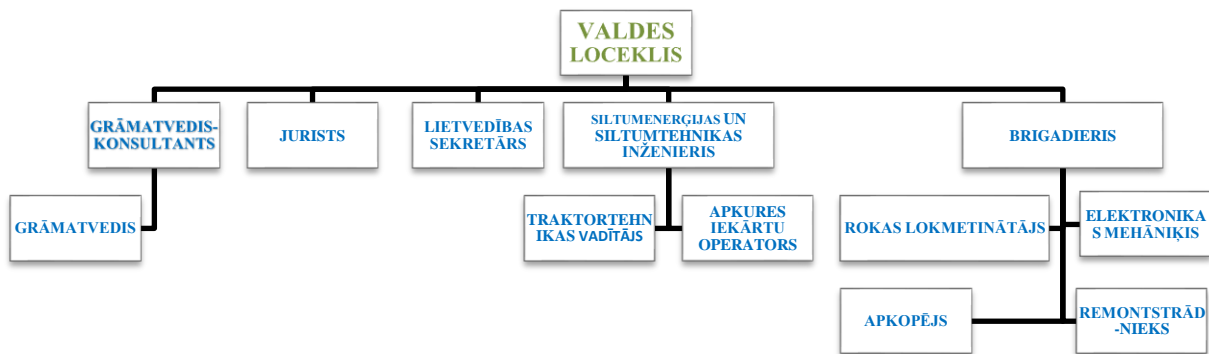 VALDES
LOCEKLIS
GRĀMATVEDIS-
KONSULTANTS
JURISTS
LIETVEDĪBAS
SEKRETĀRS
SILTUMENERĢIJAS UN
SILTUMTEHNIKAS
INŽENIERIS
BRIGADIERIS
GRĀMATVEDIS
TRAKTORTEHN
IKAS VADĪTĀJS
APKURES
IEKĀRTU
OPERATORS
ROKAS LOKMETINĀTĀJS
ELEKTRONIKA
S MEHĀNIĶIS
APKOPĒJS
REMONTSTRĀD
-NIEKS